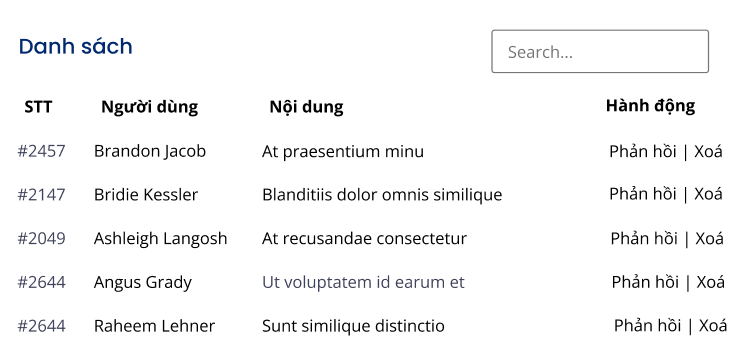 Danh sách
Search...
STT Người dùng Nội dung Hành động
#2457 Brandon Jacob At praesentium minu Phản hồi | Xoá
#2147 Bridie Kessler Blanditiis dolor omnis similique Phản hồi | Xoá
#2049 Ashleigh Langosh At recusandae consectetur Phản hồi | Xoá
#2644 Angus Grady Ut voluptatem id earum et Phản hồi | Xoá
#2644 Raheem Lehner Sunt similique distinctio Phản hồi | Xoá